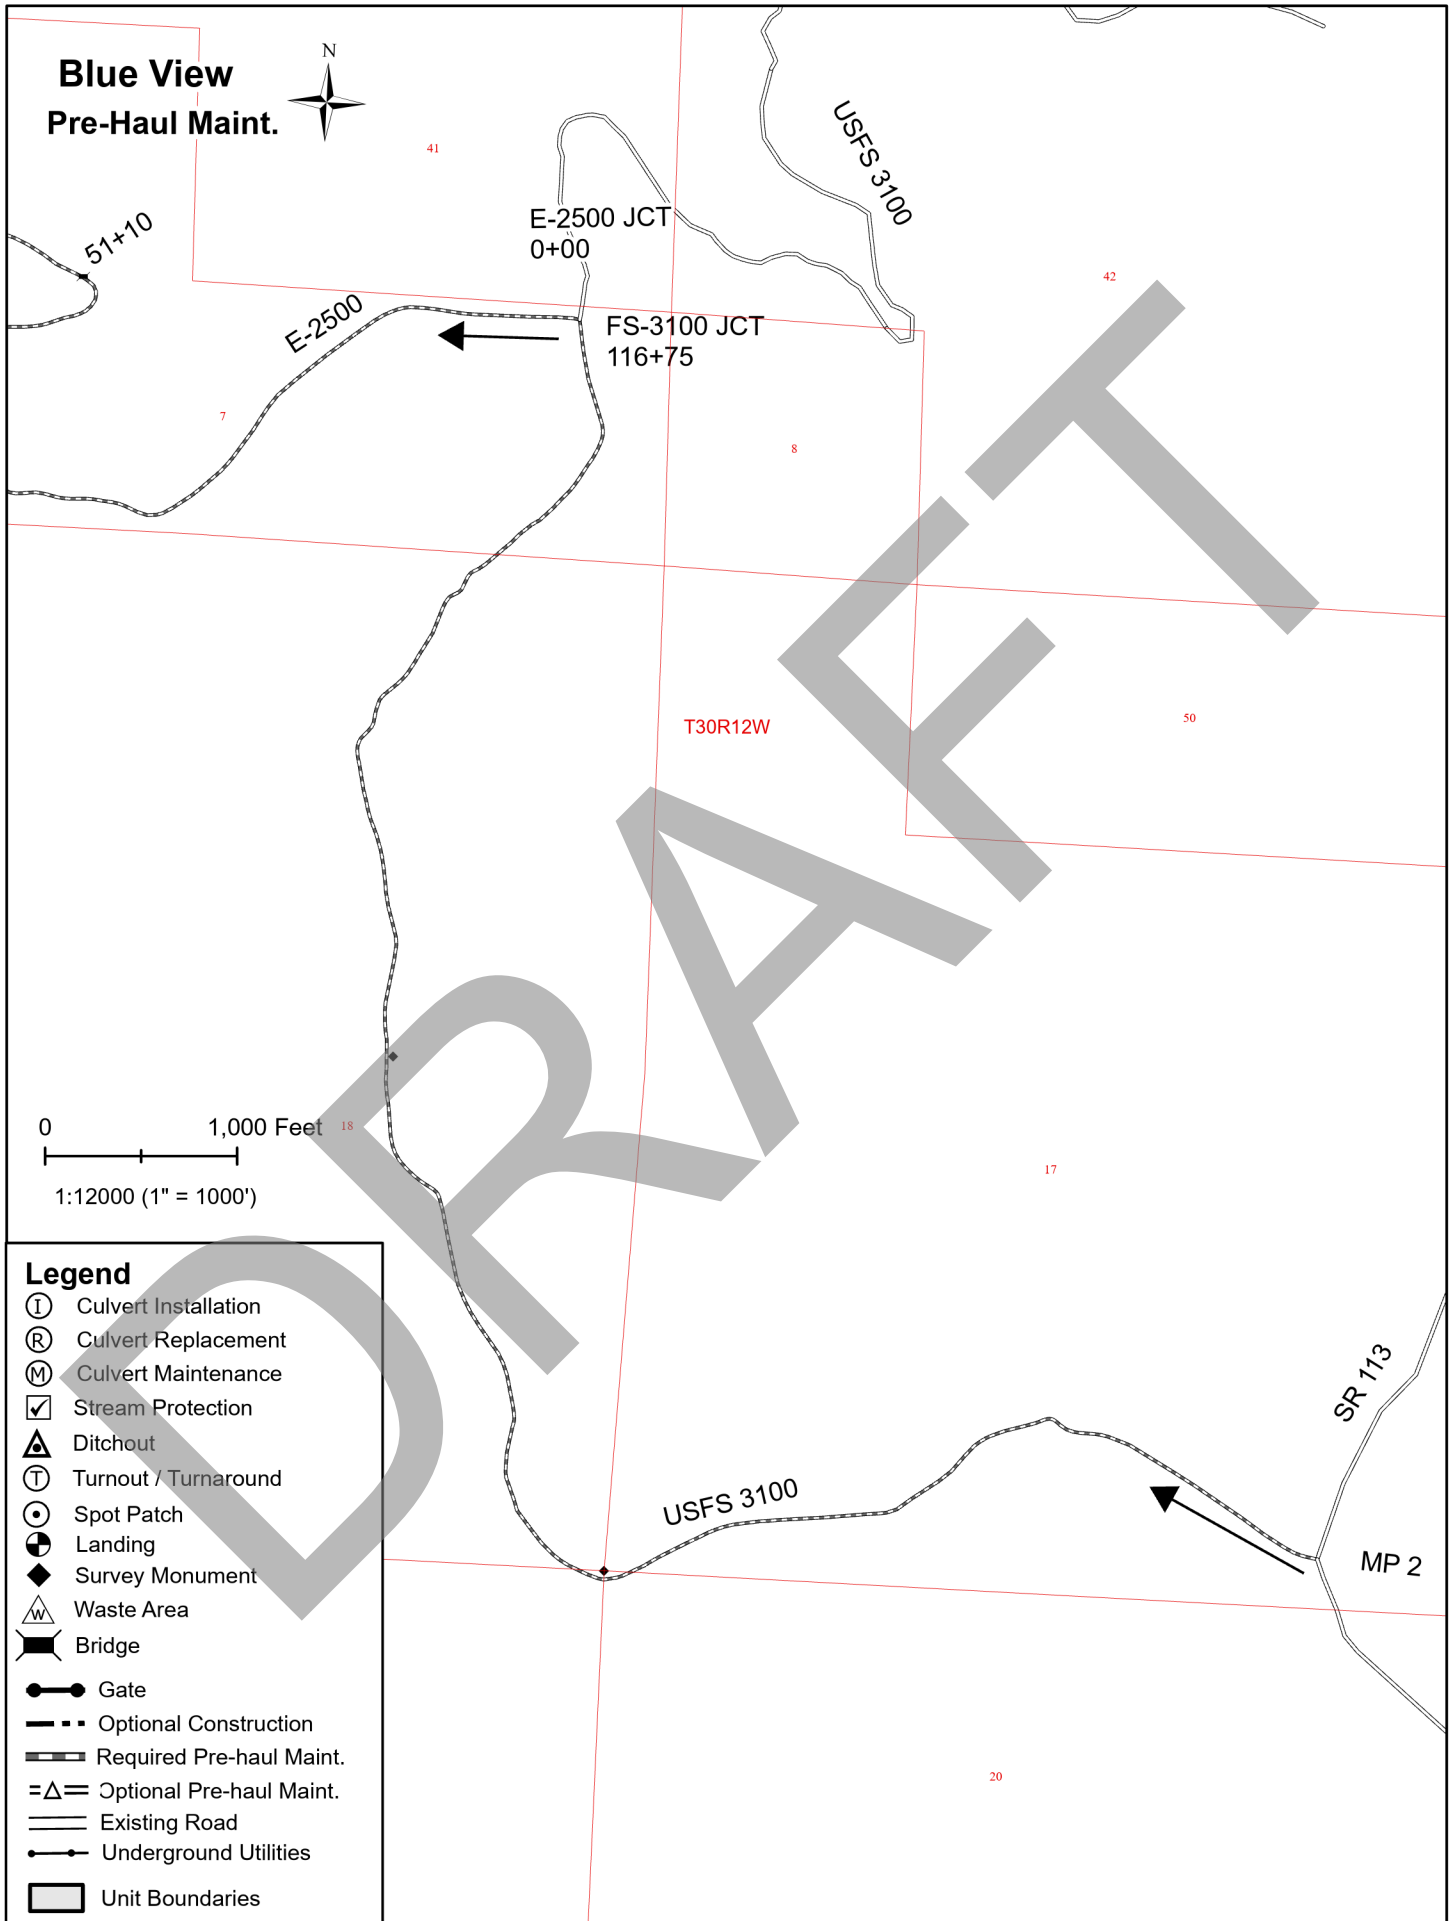 Blue View
Pre-Haul Maint.
N
41
USFS 3100
51+10
E-2500 JCT
0+00
42
E-2500
FS-3100 JCT
116+75
7
8
T30R12W
50
DRAFT
0 1,000 Feet
1:12000 (1" = 1000')
18
17
SR 113
USFS 3100
MP 2
20
Legend
I Culvert Installation
R Culvert Replacement
M Culvert Maintenance
Stream Protection
Ditchout
T Turnout / Turnaround
Spot Patch
Landing
Survey Monument
W Waste Area
Bridge
Gate
Optional Construction
Required Pre-haul Maint.
Optional Pre-haul Maint.
Existing Road
Underground Utilities
Unit Boundaries